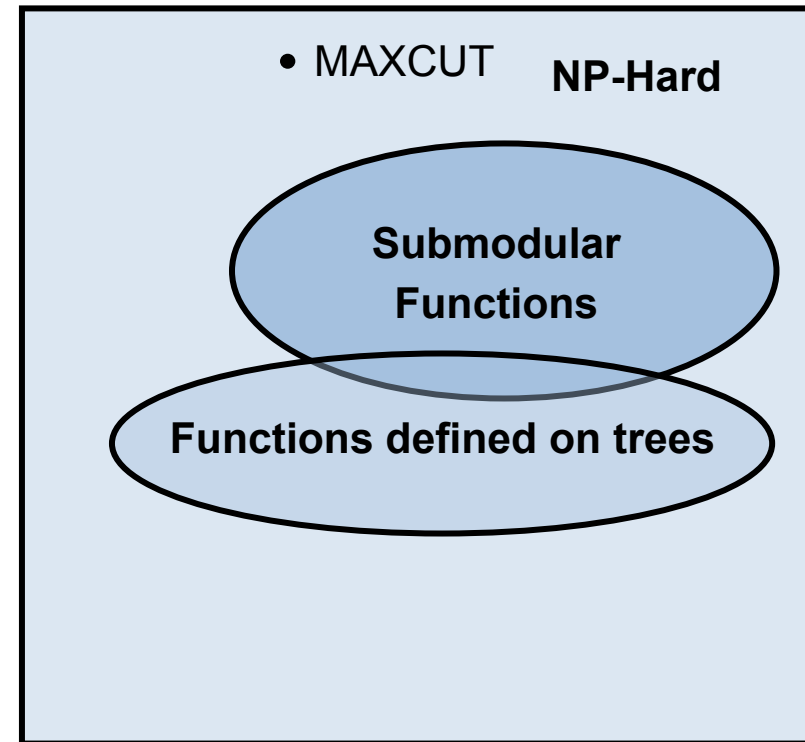 • MAXCUT
NP-Hard
Submodular
Functions
Functions defined on trees